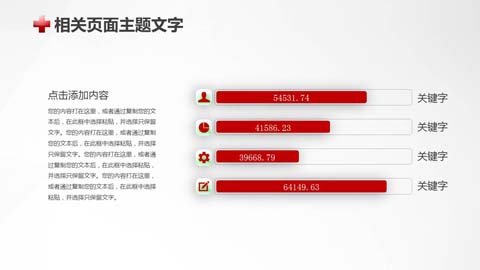 相关页面主题文字
点击添加内容
您的内容打在这里，或者通过复制您的文
本后，在此框中选择粘贴，并选择只保留
文字。您的内容打在这里，或者通过复制
您的文本后，在此框中选择粘贴，并选择
只保留文字。您的内容打在这里，或者通
过复制您的文本后，在此框中选择粘贴，
并选择只保留文字。您的内容打在这里，
或者通过复制您的文本后，在此框中选择
粘贴，并选择只保留文字。
54531.74 关键字
41586.23 关键字
39668.79 关键字
64149.63 关键字